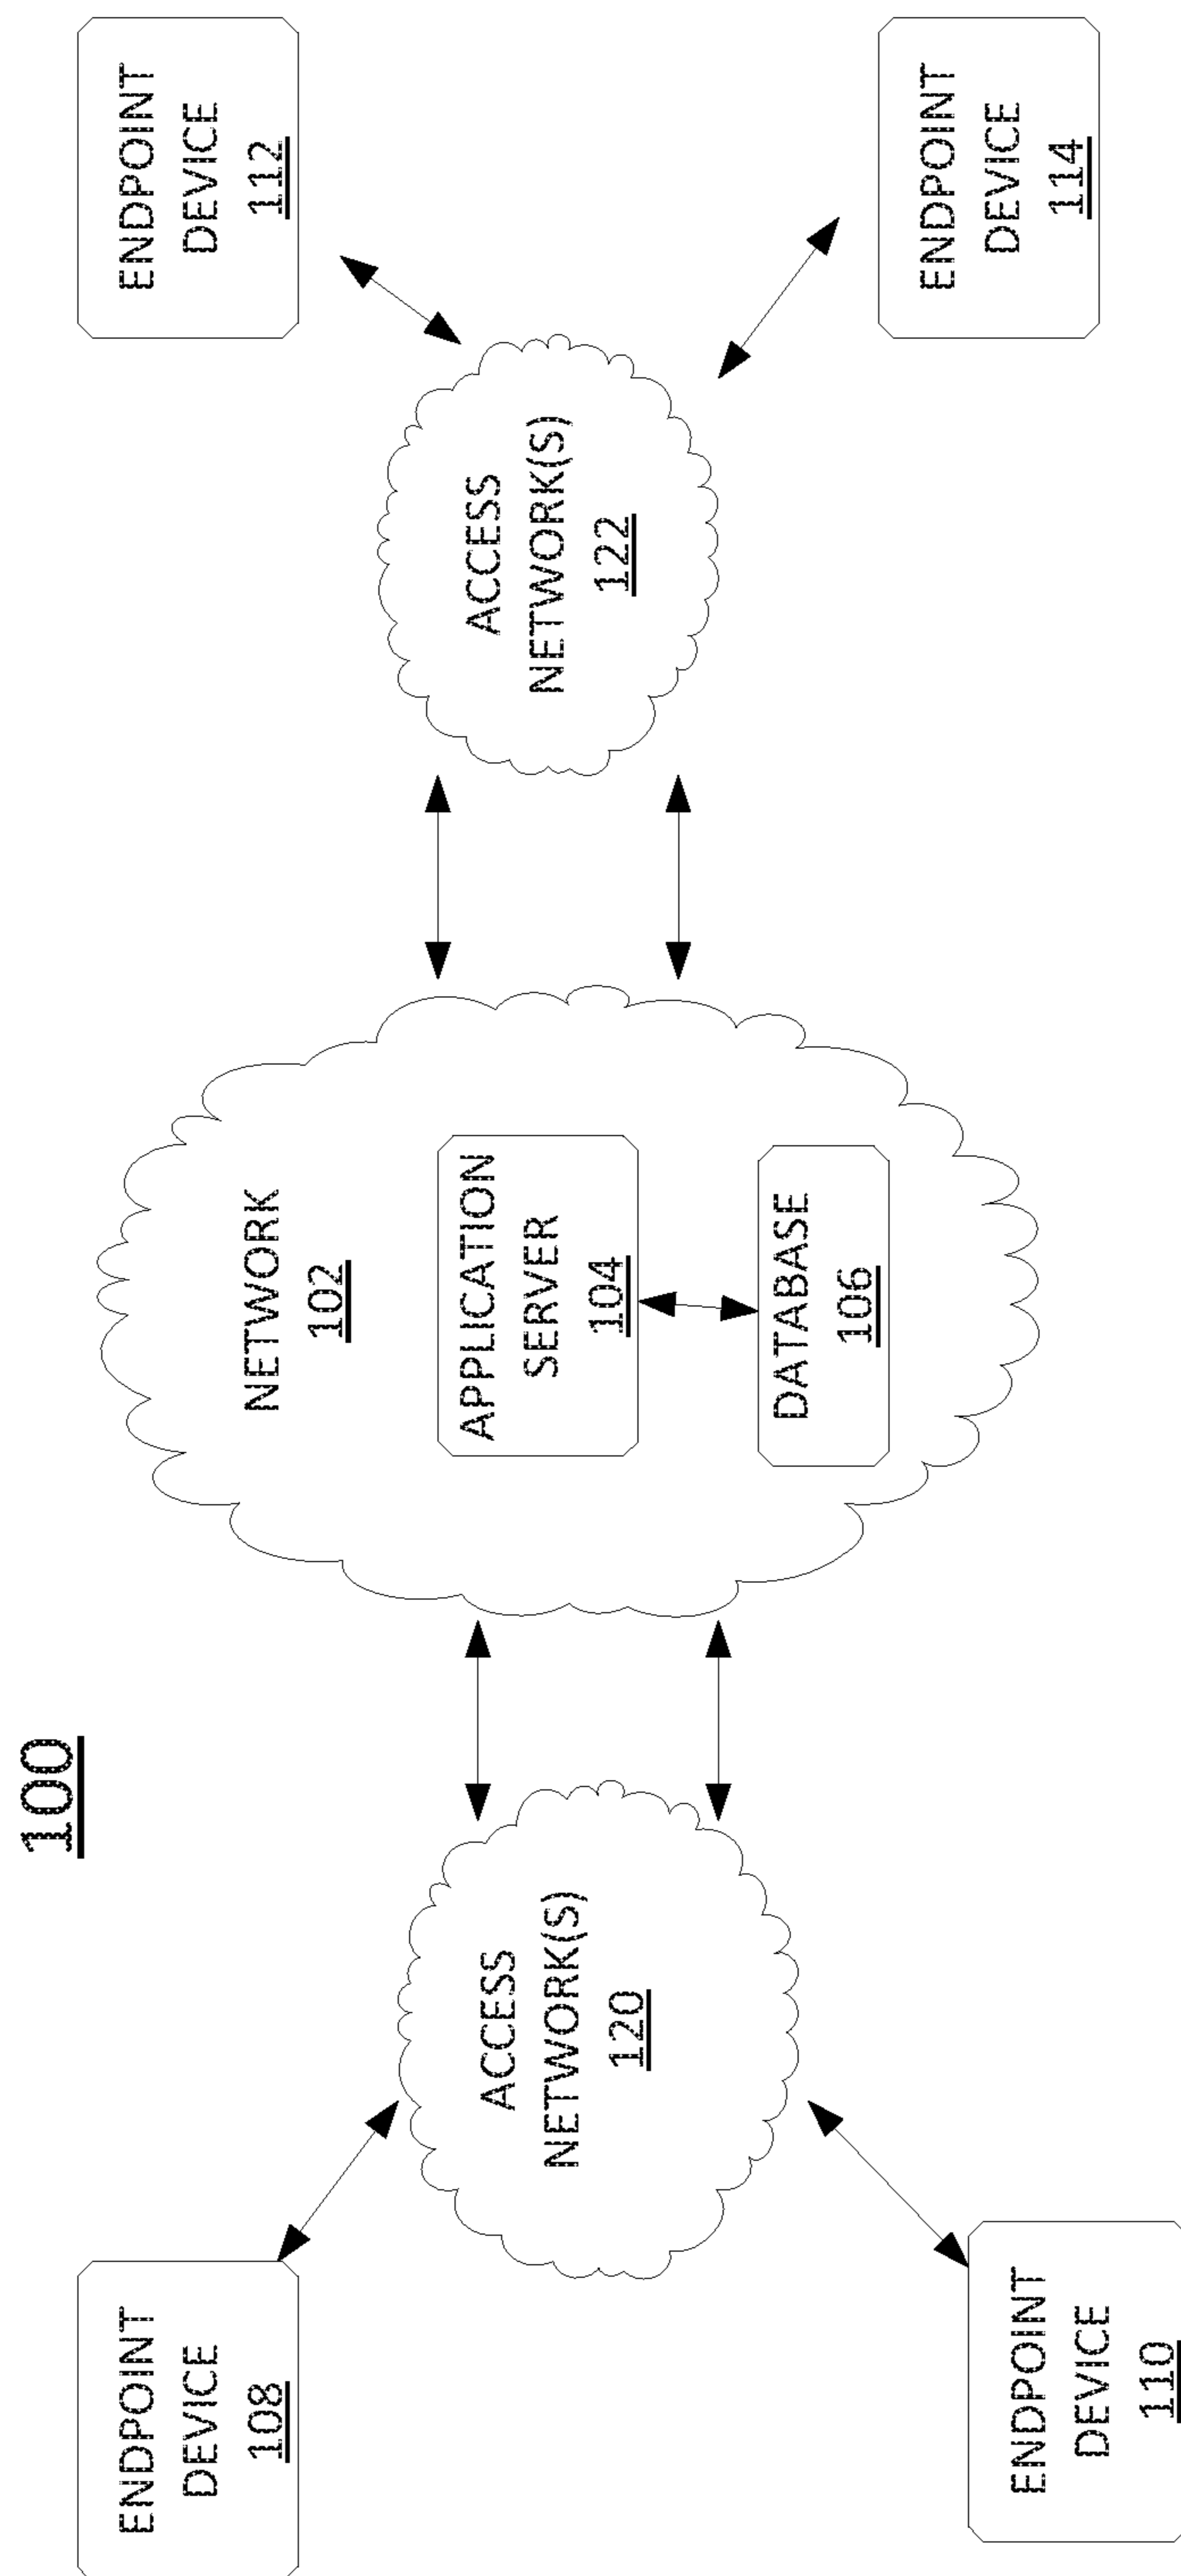 100
ENDPOINT
DEVICE
108
ENDPOINT
DEVICE
110
ACCESS
NETWORK(S)
120
NETWORK
102
APPLICATION
SERVER
104
DATABASE
106
ACCESS
NETWORK(S)
122
ENDPOINT
DEVICE
112
ENDPOINT
DEVICE
114